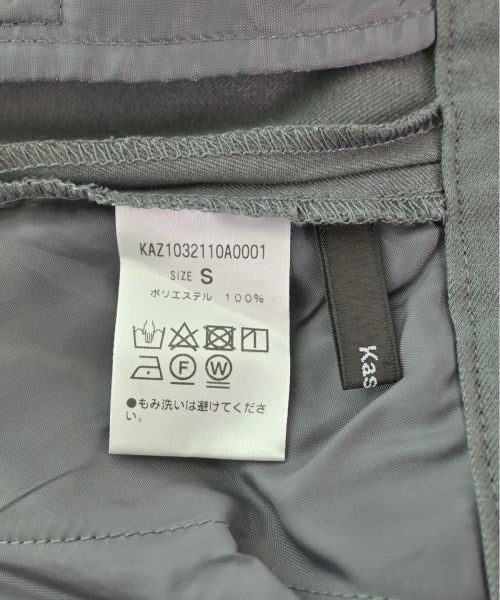 KAZ1032110A0001
SIZE S
ポリエステル 100%
F W
●もみ洗いは避けてくださ
い。
Kas